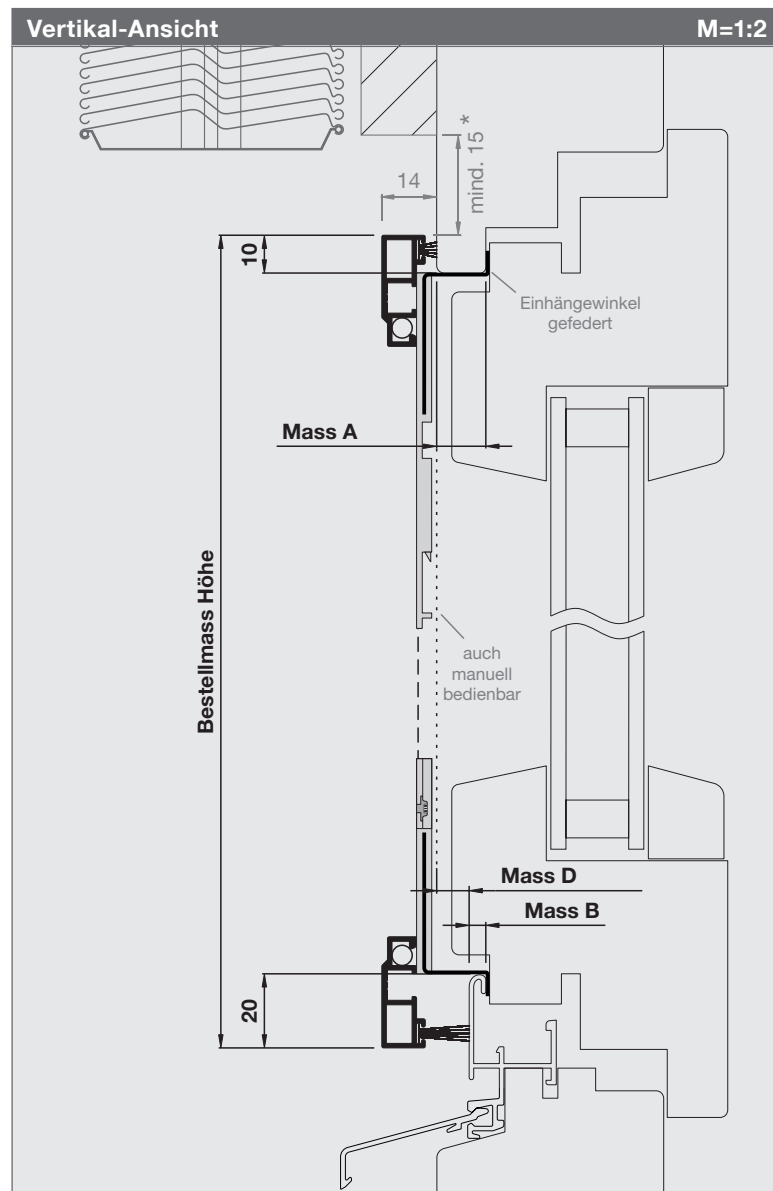 Vertikal-Ansicht M=1:2
mind. 15 *
14
10
Einhängewinkel
gefedert
Mass A
Bestellmass Höhe
auch
manuell
bedienbar
Mass D
Mass B
20